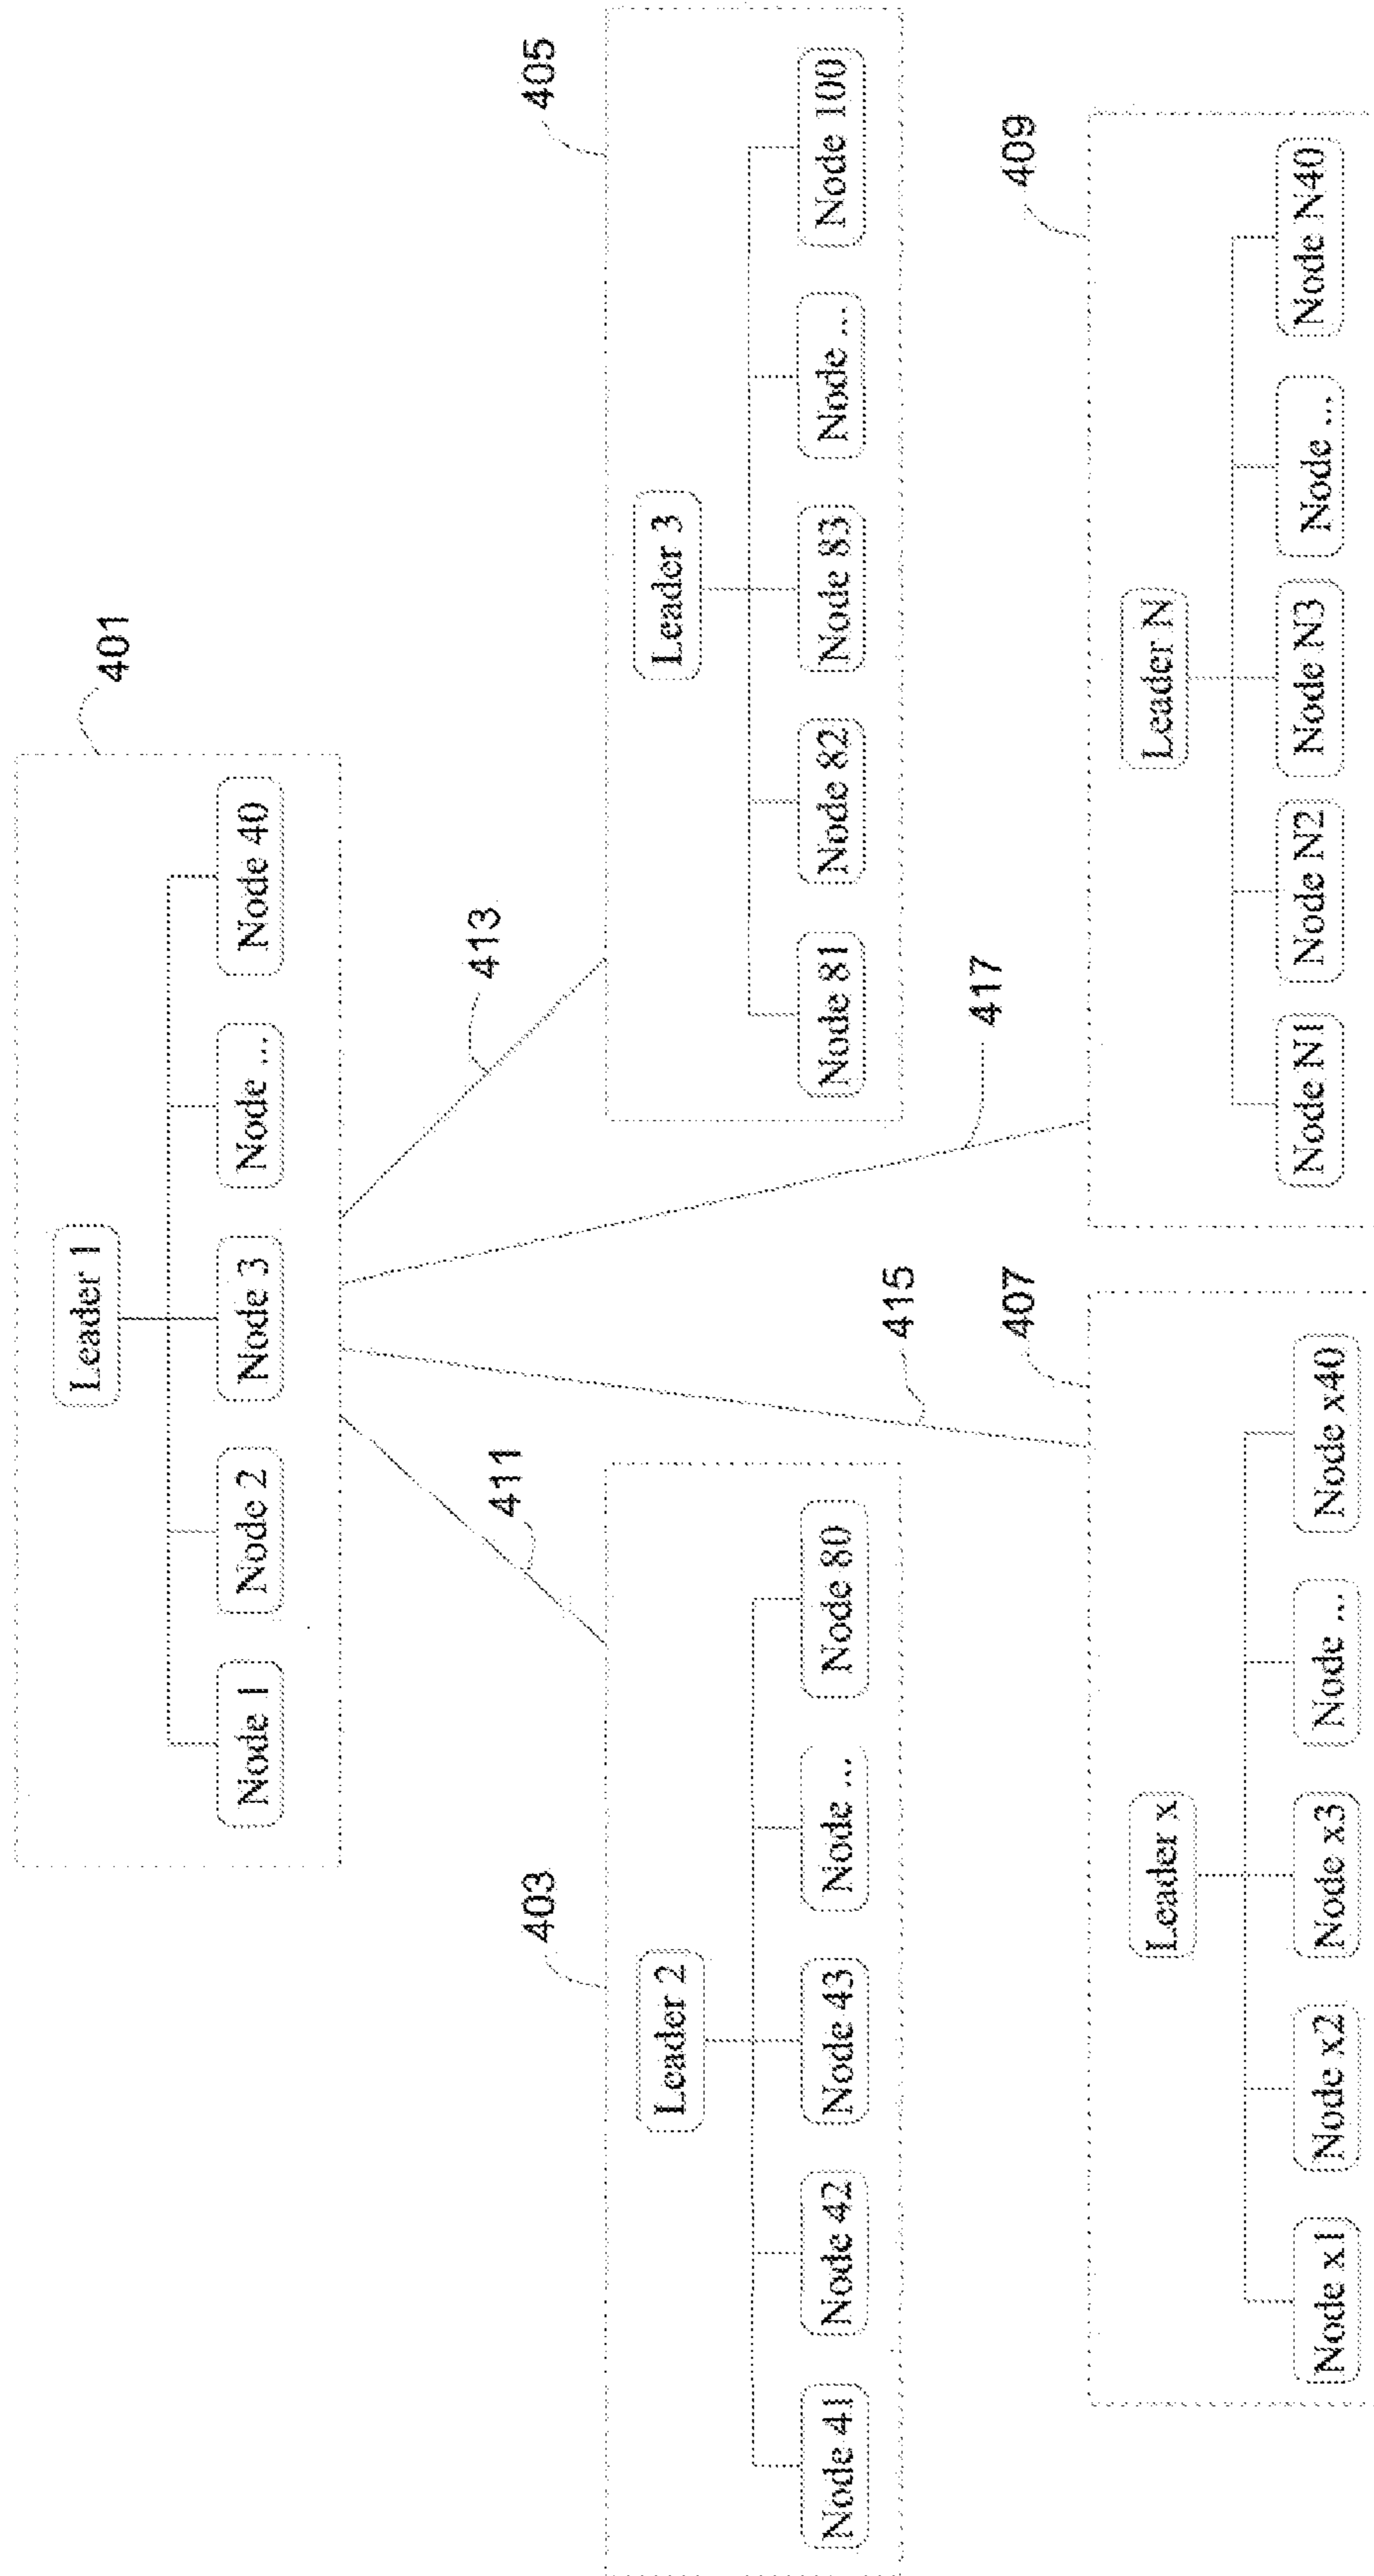 401
Leader 1
Node 1 Node 2 Node 3 Node ... Node 40
411
413
403
405
Leader 2
Leader 3
Node 41 Node 42 Node 43 Node ... Node 80
Node 81 Node 82 Node 83 Node ... Node 100
415
417
407
409
Leader x
Leader N
Node x1 Node x2 Node x3 Node ... Node x40
Node N1 Node N2 Node N3 Node ... Node N40